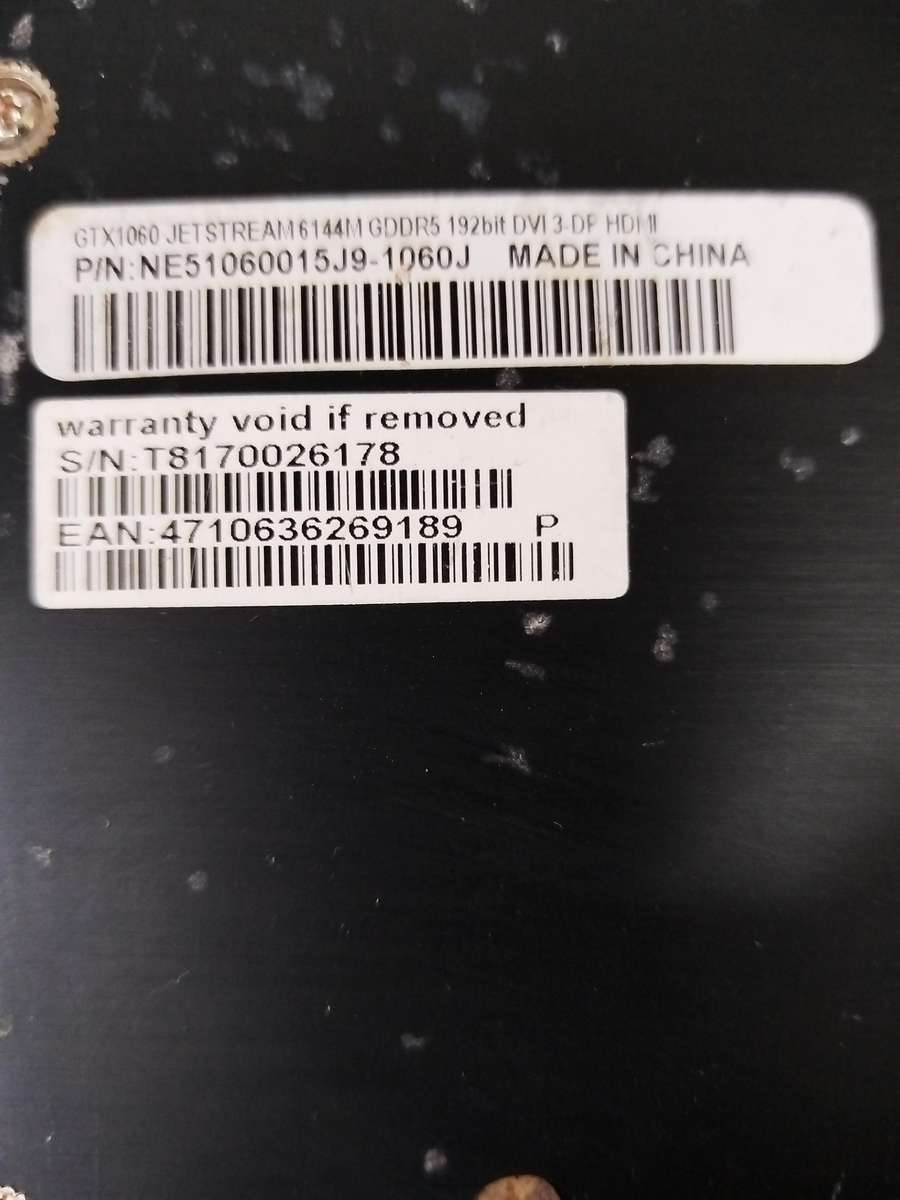 GTX1060 JETSTREAM 6144M GDDR5 192bit DVI 3-DP HDMI
P/N:NE51060015J9-1060J MADE IN CHINA
warranty void if removed
S/N:T8170026178
EAN:4710636269189 P